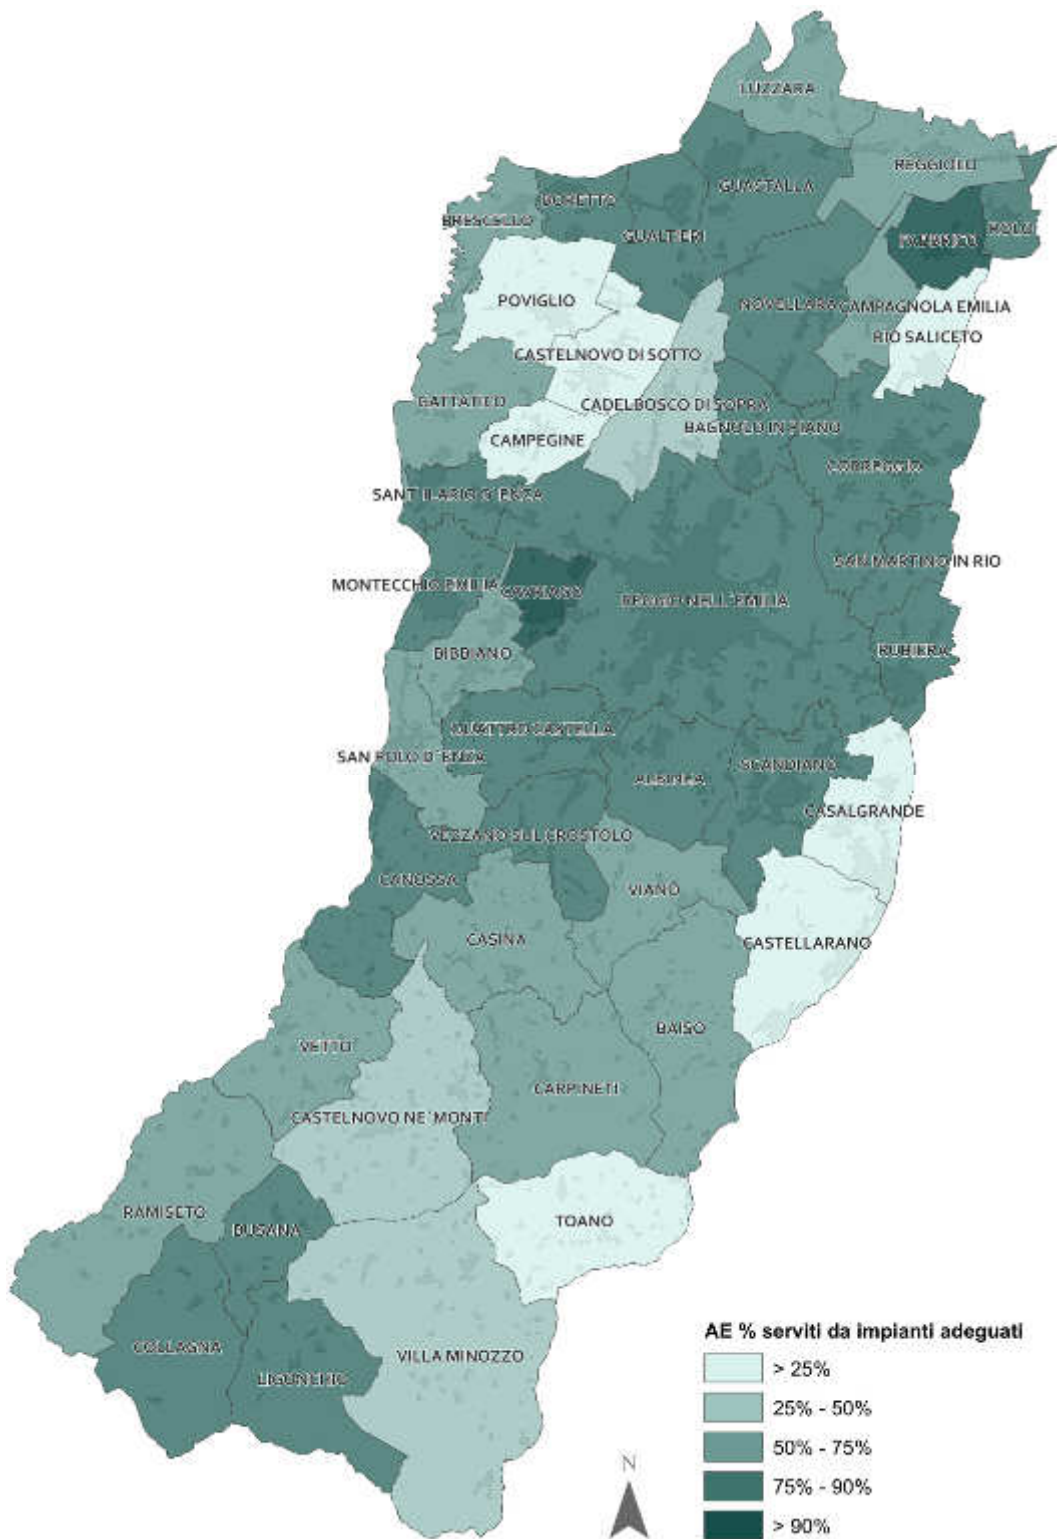 LUZZARA
REGGIOLO
GUASTALLA
BORETTO
BRESCELLO
GUALTIERI
FABBRICO
ROLO
POVIGLIO
NOVELLARA
CAMPAGNOLA EMILIA
RIO SALICETO
CASTELNOVO DI SOTTO
GATTATICO
CADELBOSCO DI SOPRA
BAGNOLO IN PIANO
CAMPEGINE
CORREGGIO
SANT`ILARIO D`ENZA
SAN MARTINO IN RIO
MONTECCHIO EMILIA
CAVRIAGO
REGGIO NELL`EMILIA
BIBBIANO
RUBIERA
QUATTRO CASTELLA
SAN POLO D`ENZA
ALBINEA
SCANDIANO
CASALGRANDE
VEZZANO SUL CROSTOLO
CANOSSA
VIANO
CASINA
CASTELLARANO
BAISO
VETTO
CARPINETI
CASTELNOVO NE`MONTI
RAMISETO
BUSANA
TOANO
COLLAGNA
VILLA MINOZZO
LIGONCHIO
AE % serviti da impianti adeguati
> 25%
25% - 50%
50% - 75%
75% - 90%
> 90%
N